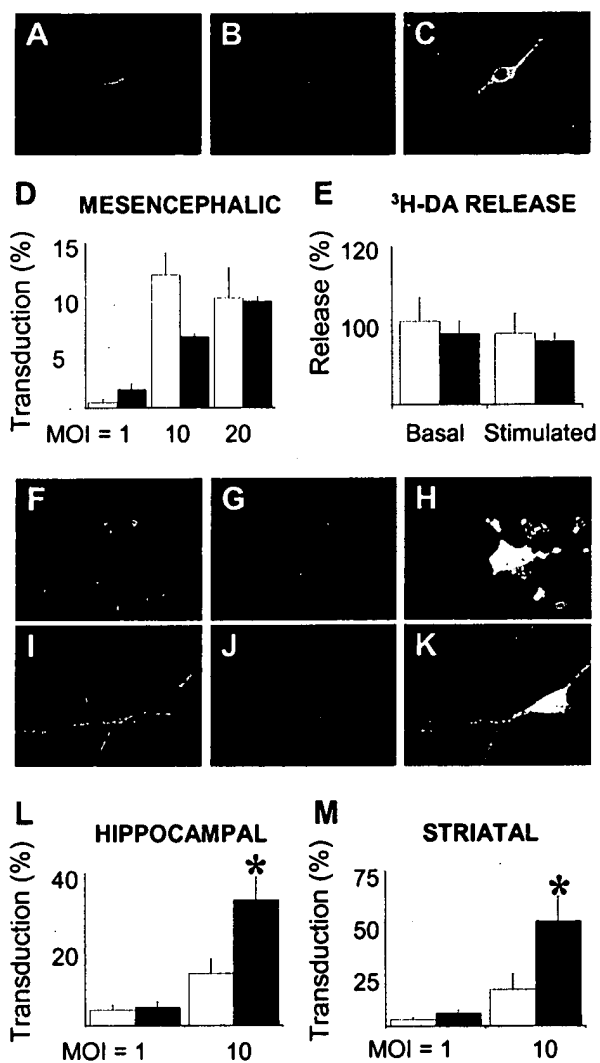 A B C
D MESENCEPHALIC
Transduction (%)
15
10
5
MOI = 1 10 20
E ³H-DA RELEASE
Release (%)
120
100
Basal Stimulated
F G H
I J K
L HIPPOCAMPAL
Transduction (%)
40
20
*
MOI = 1 10
M STRIATAL
Transduction (%)
75
50
25
*
MOI = 1 10